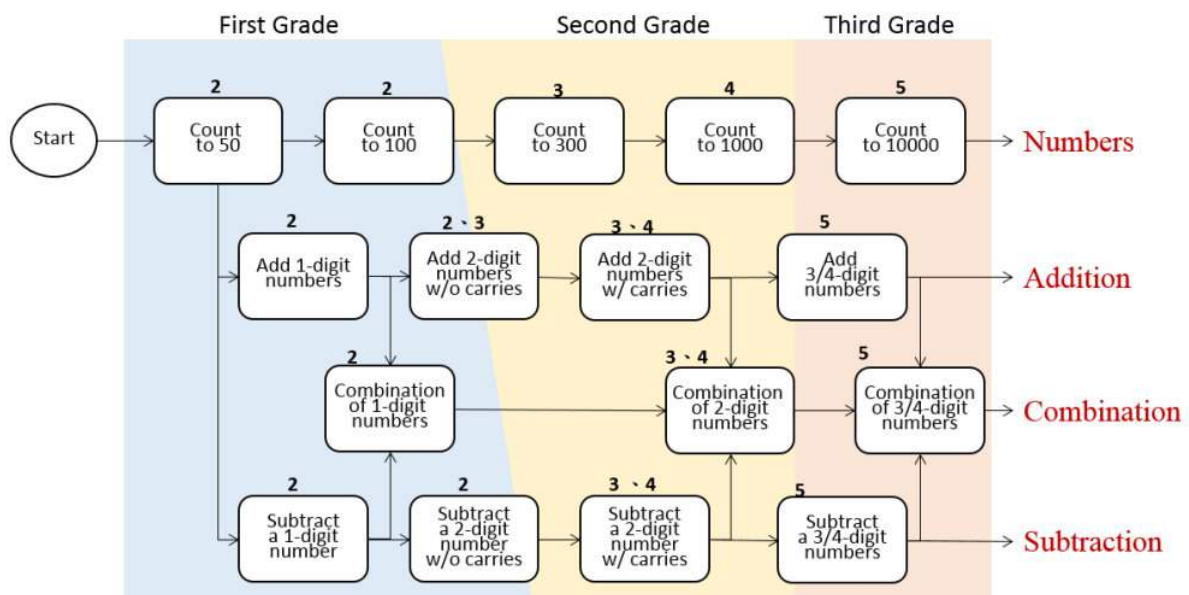 First Grade
Second Grade
Third Grade
2
2
3
4
5
Start
Count
to 50
Count
to 100
Count
to 300
Count
to 1000
Count
to 10000
Numbers
2
2、3
3、4
5
Add 1-digit
numbers
Add 2-digit
numbers
w/o carries
Add 2-digit
numbers
w/ carries
Add
3/4-digit
numbers
Addition
2
3、4
5
Combination
of 1-digit
numbers
Combination
of 2-digit
numbers
Combination
of 3/4-digit
numbers
Combination
2
2
3、4
5
Subtract
a 1-digit
number
Subtract
a 2-digit
number
w/o carries
Subtract
a 2-digit
number
w/ carries
Subtract
a 3/4-digit
numbers
Subtraction